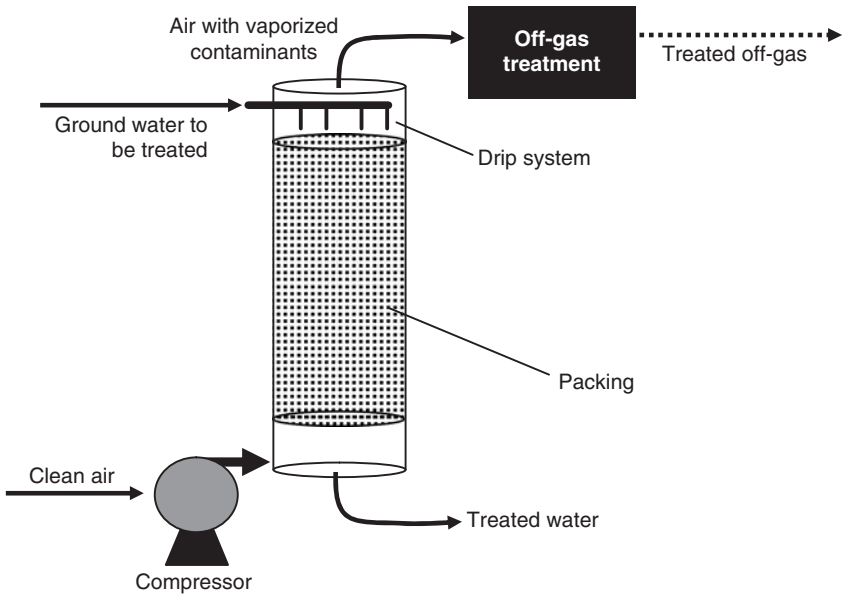 Air with vaporized
contaminants
Off-gas
treatment
Treated off-gas
Ground water to
be treated
Drip system
Packing
Clean air
Treated water
Compressor